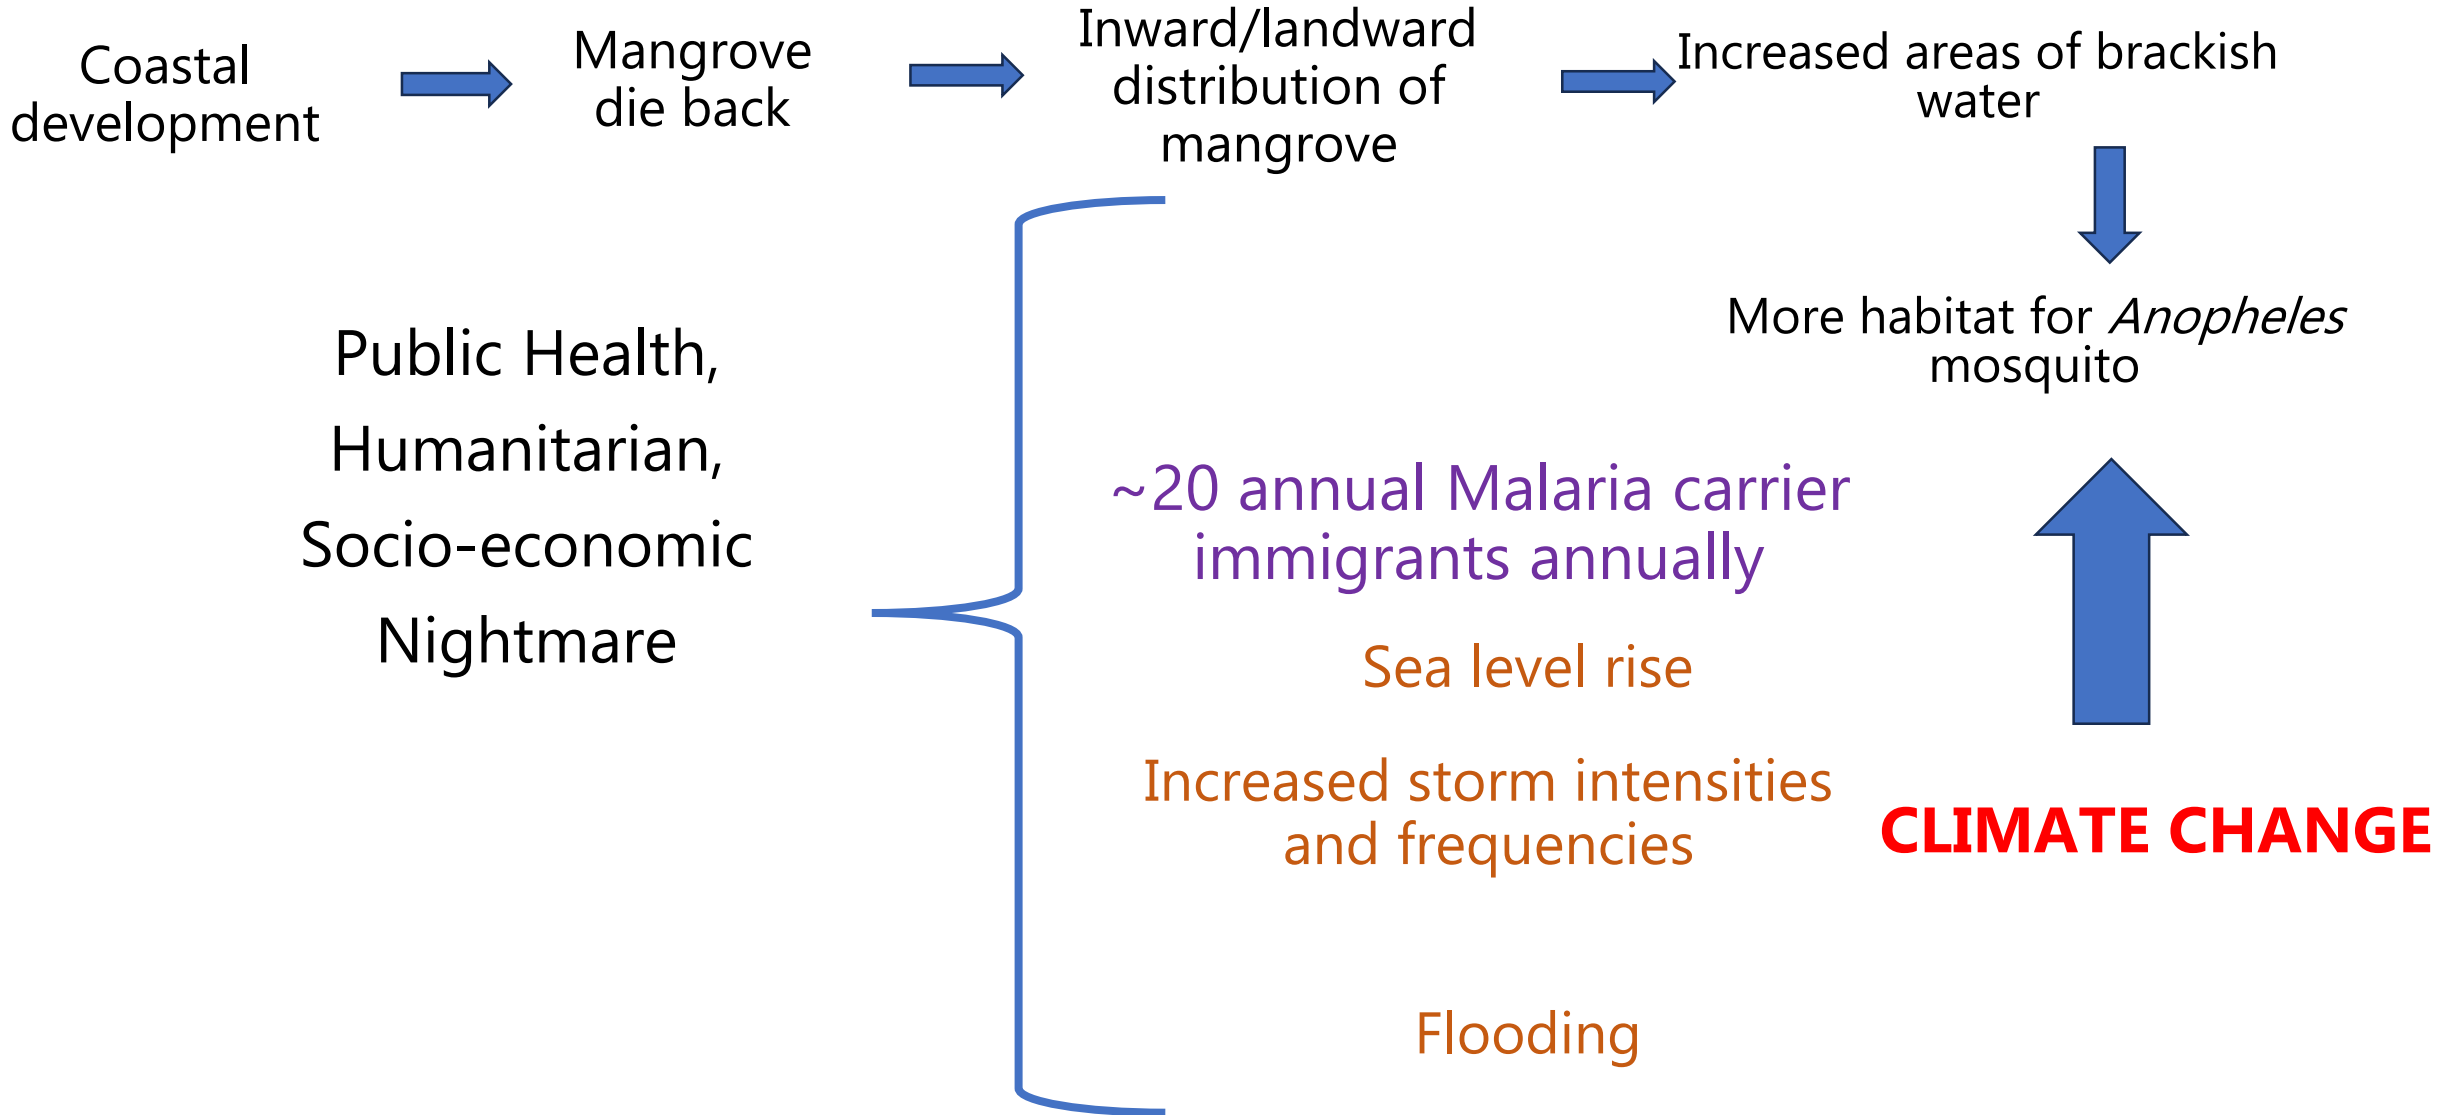 Coastal
development
Mangrove
die back
Inward/landward
distribution of
mangrove
Increased areas of brackish
water
More habitat for Anopheles
mosquito
Public Health,
Humanitarian,
Socio-economic
Nightmare
~20 annual Malaria carrier
immigrants annually
Sea level rise
Increased storm intensities
and frequencies
Flooding
CLIMATE CHANGE